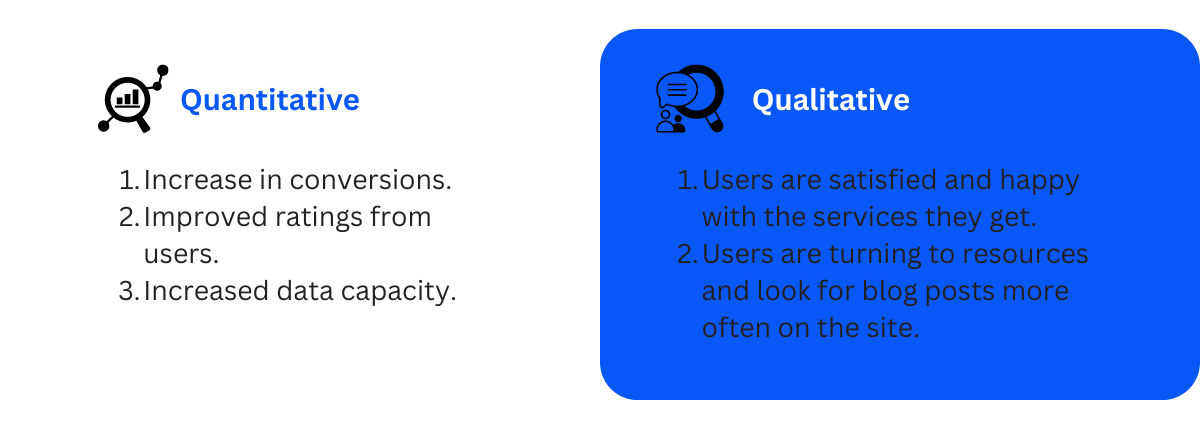 Quantitative
1. Increase in conversions.
2. Improved ratings from
users.
3. Increased data capacity.
Qualitative
1. Users are satisfied and happy
with the services they get.
2. Users are turning to resources
and look for blog posts more
often on the site.